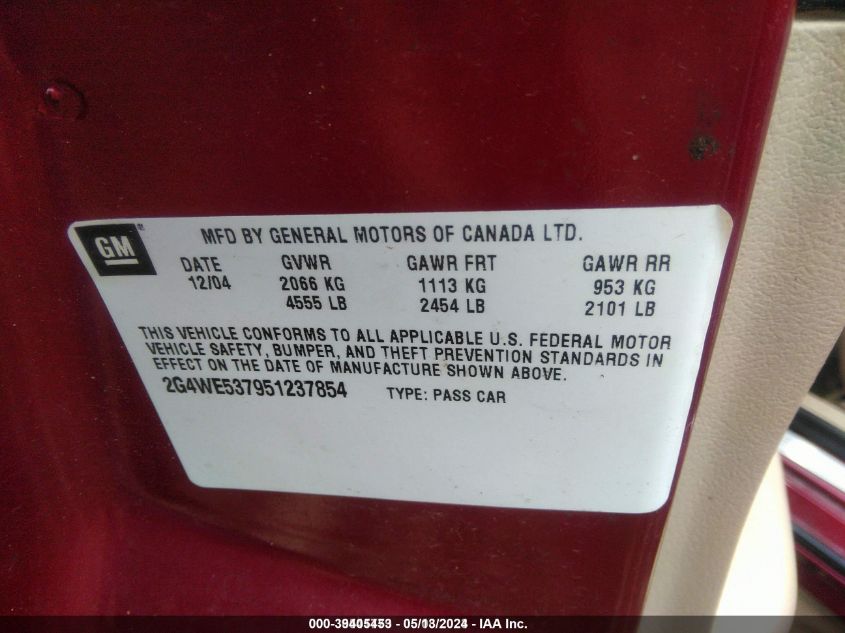 GM
MFD BY GENERAL MOTORS OF CANADA LTD.
DATE GVWR GAWR FRT GAWR RR
12/04 2066 KG 1113 KG 953 KG
4555 LB 2454 LB 2101 LB
THIS VEHICLE CONFORMS TO ALL APPLICABLE U.S. FEDERAL MOTOR
VEHICLE SAFETY, BUMPER, AND THEFT PREVENTION STANDARDS IN
EFFECT ON THE DATE OF MANUFACTURE SHOWN ABOVE.
2G4WE537951237854 TYPE: PASS CAR
- IAA Inc.